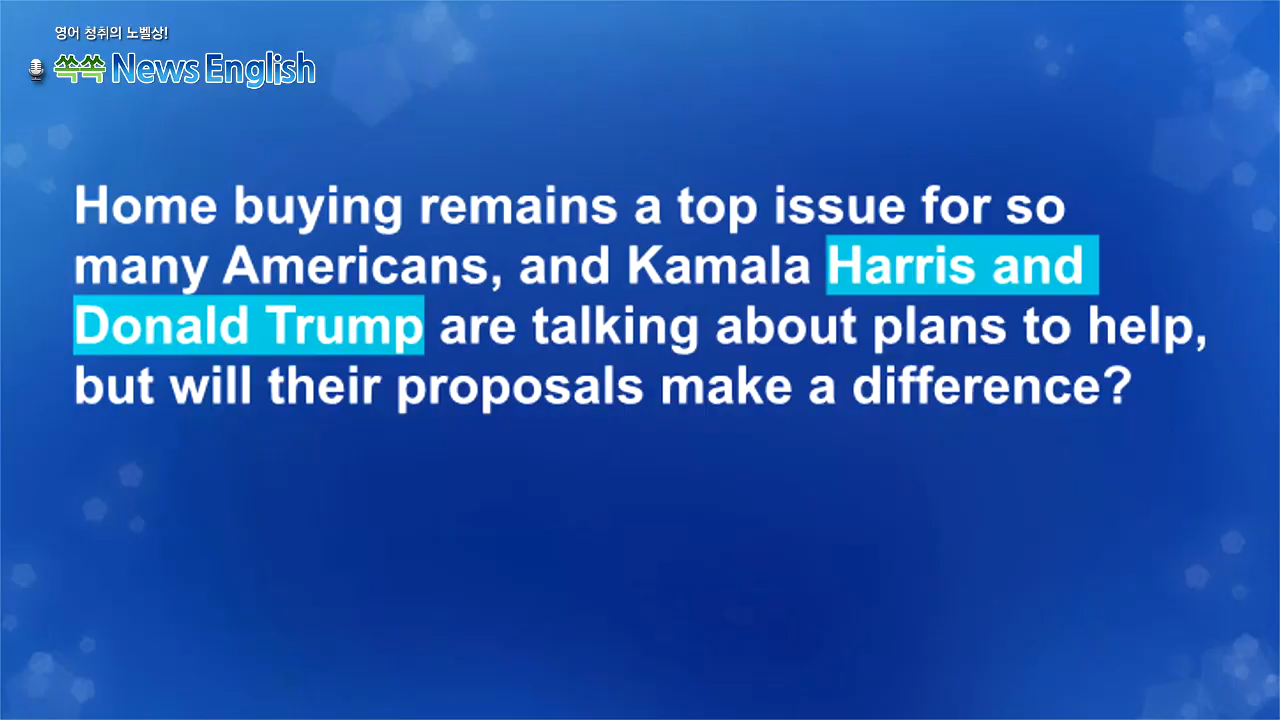 영어 청취의 노벨상!
쏙쏙 News English
Home buying remains a top issue for so
many Americans, and Kamala Harris and
Donald Trump are talking about plans to help,
but will their proposals make a difference?